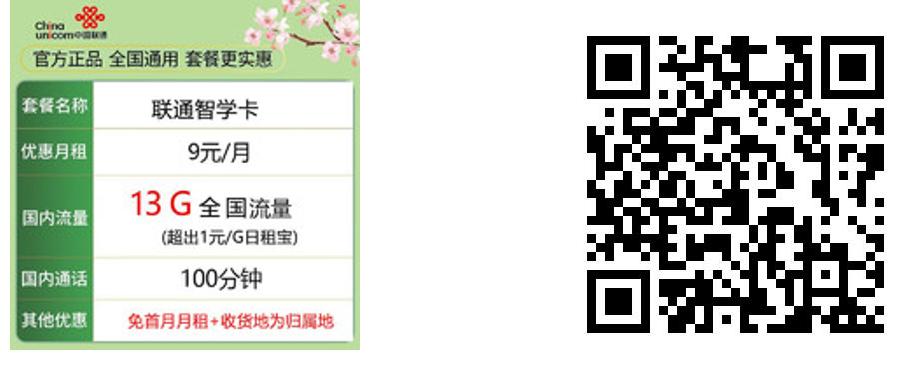 China
unicom中国联通
官方正品 全国通用 套餐更实惠
套餐名称 联通智学卡
优惠月租 9元/月
国内流量 13 G 全国流量
(超出1元/G日租宝)
国内通话 100分钟
其他优惠 免首月月租+收货地为归属地